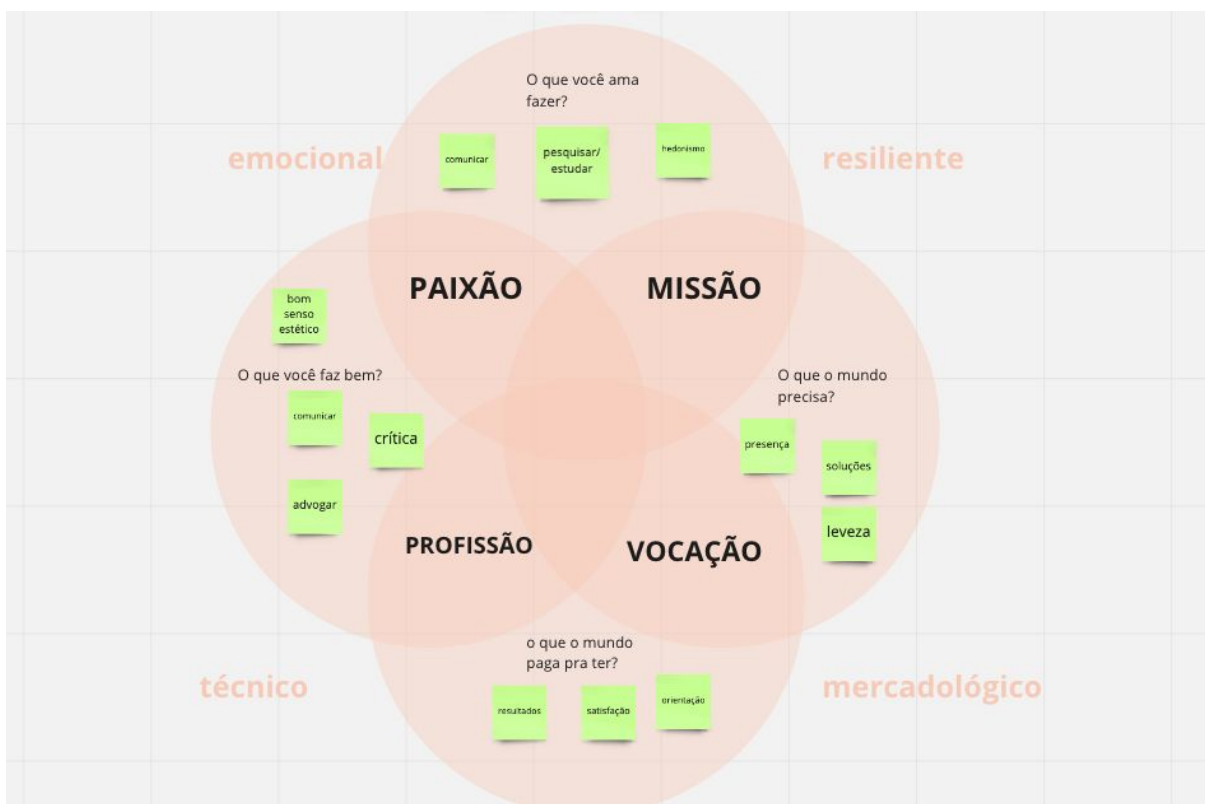 O que você ama
fazer?
emocional
comunicar
pesquisar/
estudar
hedonismo
resiliente
PAIXÃO
MISSÃO
bom
senso
estético
O que você faz bem?
comunicar
crítica
advogar
O que o mundo
precisa?
presença
soluções
leveza
PROFISSÃO
VOCAÇÃO
o que o mundo
paga pra ter?
técnico
resultados
satisfação
orientação
mercadológico